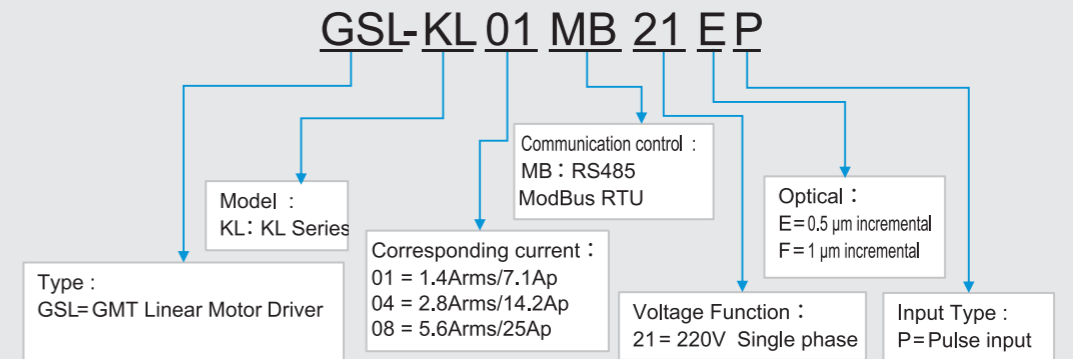 GSL-KL 01 MB 21 E P
Type :
GSL=GMT Linear Motor Driver
Model :
KL: KL Series
Corresponding current :
01 = 1.4Arms/7.1Ap
04 = 2.8Arms/14.2Ap
08 = 5.6Arms/25Ap
Communication control :
MB : RS485
ModBus RTU
Voltage Function :
21 = 220V Single phase
Optical :
E=0.5 μm incremental
F=1 μm incremental
Input Type :
P=Pulse input